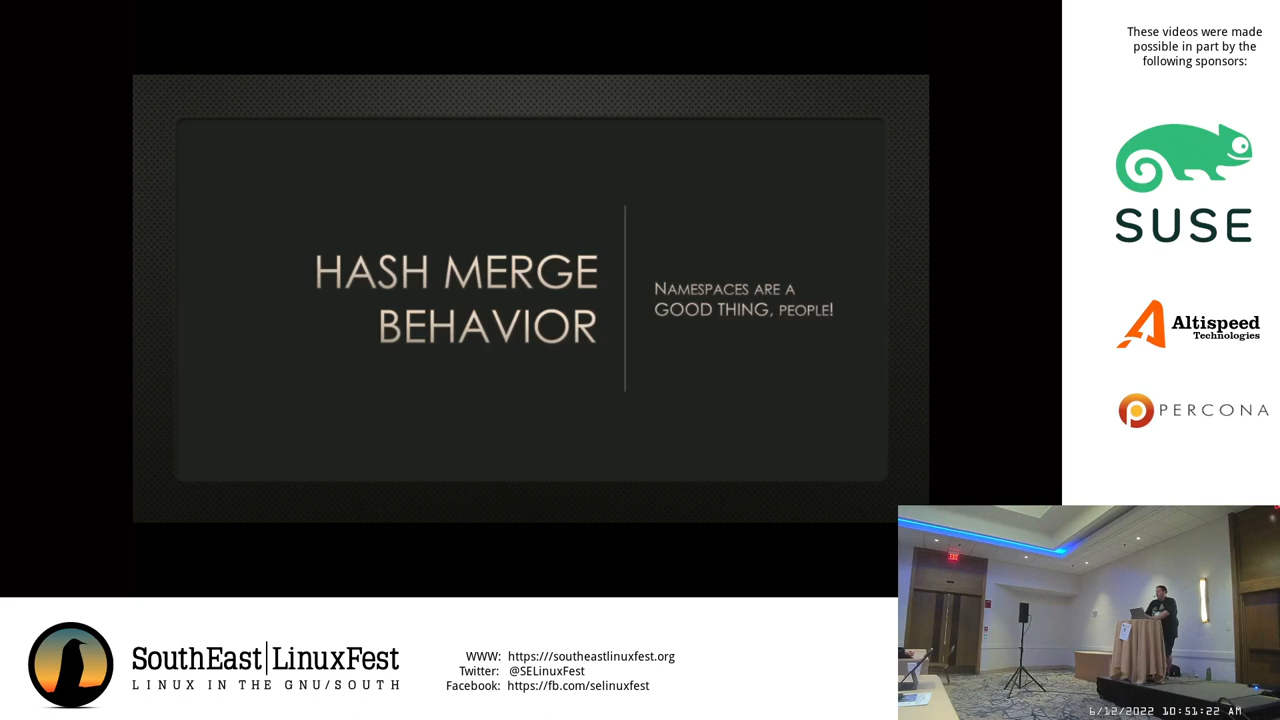 These videos were made
possible in part by the
following sponsors:
SUSE
Altispeed
Technologies
PERCONA
HASH MERGE
BEHAVIOR
NAMESPACES ARE A
GOOD THING, PEOPLE!
SouthEast|LinuxFest
LINUX IN THE GNU/SOUTH
WWW: https:///southeastlinuxfest.org
Twitter: @SELinuxFest
Facebook: https://fb.com/selinuxfest
6/12/2022 10:51:22 AM